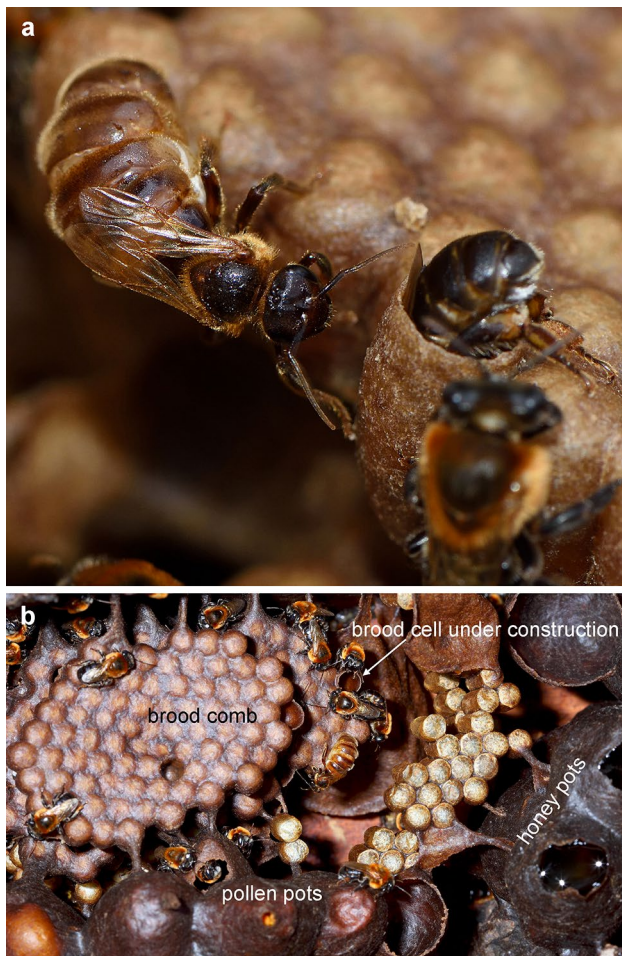 a
b
brood cell under construction
brood comb
honey pots
pollen pots